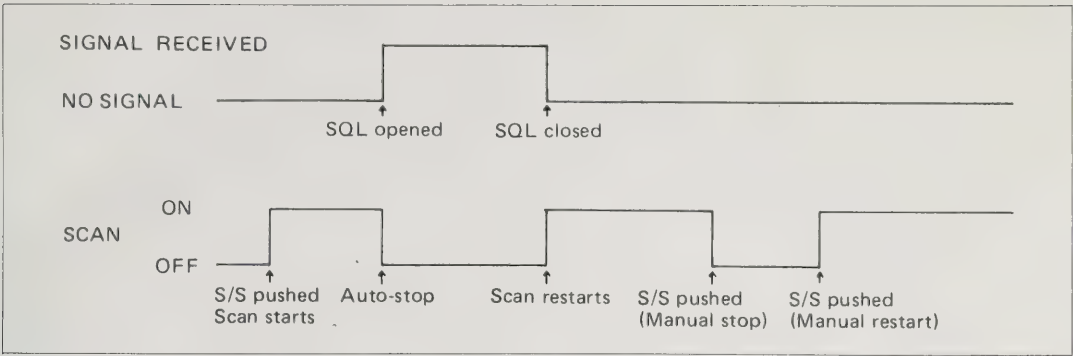 SIGNAL RECEIVED
NO SIGNAL
SQL opened
SQL closed
ON
SCAN
OFF
S/S pushed
Scan starts
Auto-stop
Scan restarts
S/S pushed
(Manual stop)
S/S pushed
(Manual restart)